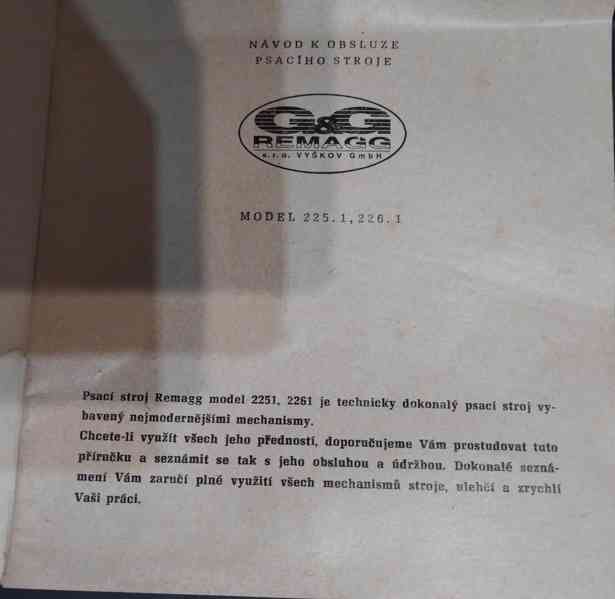 NÁVOD K OBSLUZE
PSACÍHO STROJE
G&G
REMAGG
s.r.o. VYŠKOV GmbH
MODEL 225.1, 226.1
Psací stroj Remagg model 2251, 2261 je technicky dokonalý psací stroj vy-
bavený nejmodernějšími mechanismy.
Chcete-li využít všech jeho předností, doporučujeme Vám prostudovat tuto
příručku a seznámit se tak s jeho obsluhou a údržbou. Dokonalé sezná-
mení Vám zaručí plné využití všech mechanismů stroje, ulehčí a zrychlí
Vaši práci.